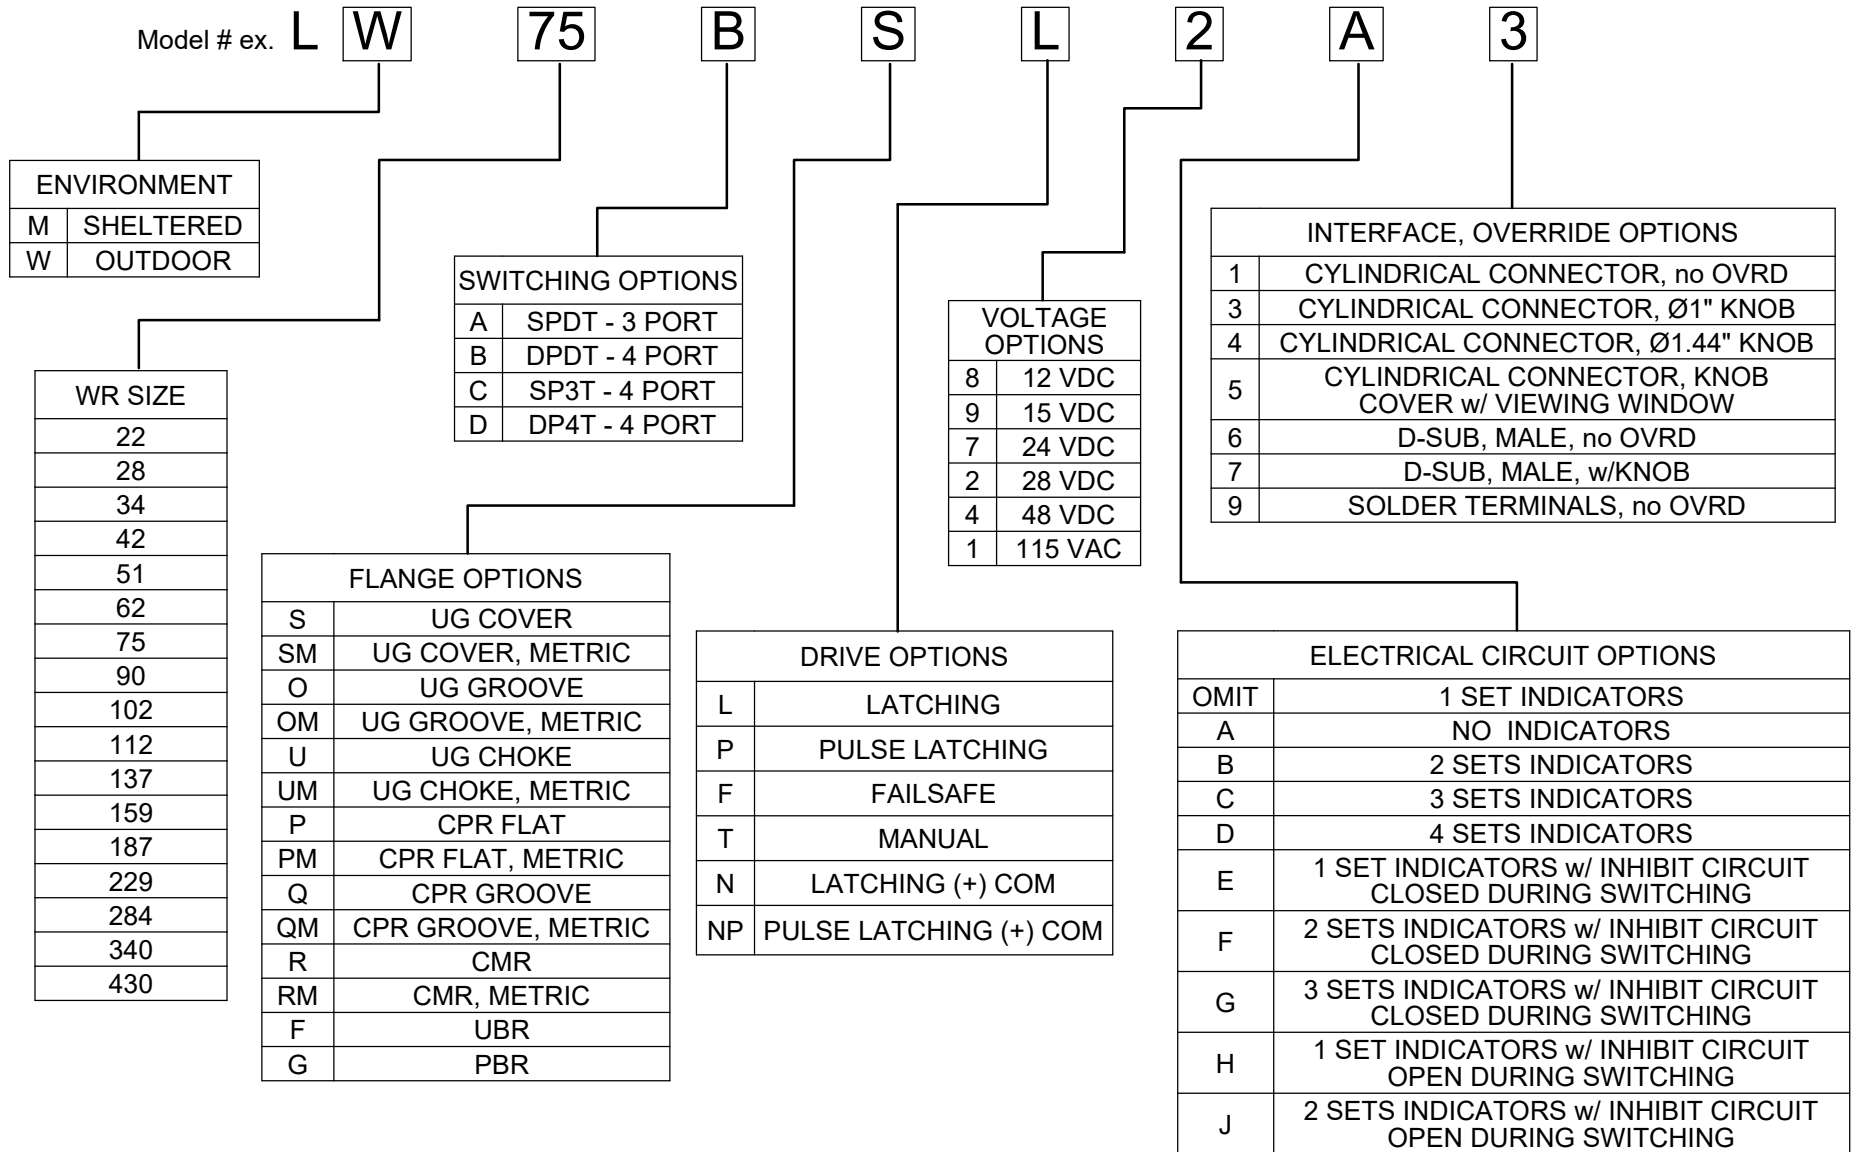 Model # ex. L W 75 B S L 2 A 3
ENVIRONMENT
M SHELTERED
W OUTDOOR
WR SIZE
22
28
34
42
51
62
75
90
102
112
137
159
187
229
284
340
430
SWITCHING OPTIONS
A SPDT - 3 PORT
B DPDT - 4 PORT
C SP3T - 4 PORT
D DP4T - 4 PORT
FLANGE OPTIONS
S UG COVER
SM UG COVER, METRIC
O UG GROOVE
OM UG GROOVE, METRIC
U UG CHOKE
UM UG CHOKE, METRIC
P CPR FLAT
PM CPR FLAT, METRIC
Q CPR GROOVE
QM CPR GROOVE, METRIC
R CMR
RM CMR, METRIC
F UBR
G PBR
DRIVE OPTIONS
L LATCHING
P PULSE LATCHING
F FAILSAFE
T MANUAL
N LATCHING (+) COM
NP PULSE LATCHING (+) COM
VOLTAGE
OPTIONS
8 12 VDC
9 15 VDC
7 24 VDC
2 28 VDC
4 48 VDC
1 115 VAC
INTERFACE, OVERRIDE OPTIONS
1 CYLINDRICAL CONNECTOR, no OVRD
3 CYLINDRICAL CONNECTOR, Ø1" KNOB
4 CYLINDRICAL CONNECTOR, Ø1.44" KNOB
5 CYLINDRICAL CONNECTOR, KNOB
COVER w/ VIEWING WINDOW
6 D-SUB, MALE, no OVRD
7 D-SUB, MALE, w/KNOB
9 SOLDER TERMINALS, no OVRD
ELECTRICAL CIRCUIT OPTIONS
OMIT 1 SET INDICATORS
A NO INDICATORS
B 2 SETS INDICATORS
C 3 SETS INDICATORS
D 4 SETS INDICATORS
E 1 SET INDICATORS w/ INHIBIT CIRCUIT
CLOSED DURING SWITCHING
F 2 SETS INDICATORS w/ INHIBIT CIRCUIT
CLOSED DURING SWITCHING
G 3 SETS INDICATORS w/ INHIBIT CIRCUIT
CLOSED DURING SWITCHING
H 1 SET INDICATORS w/ INHIBIT CIRCUIT
OPEN DURING SWITCHING
J 2 SETS INDICATORS w/ INHIBIT CIRCUIT
OPEN DURING SWITCHING